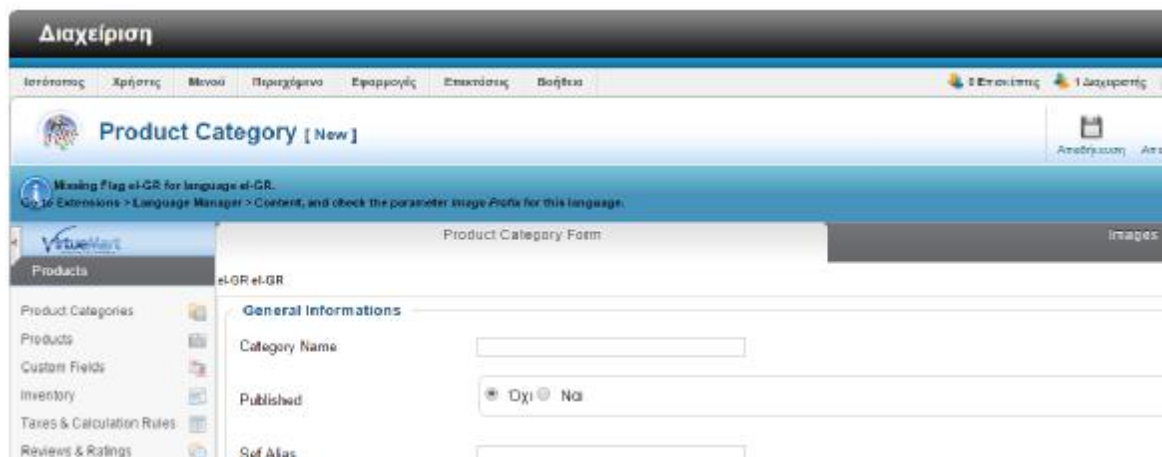 Διαχείριση
Ιστότοπος Χρήστες Μενού Περιεχόμενο Εφαρμογές Επεκτάσεις Βοήθεια 0 Επισκέπτης 1 Διαχειριστής
Product Category [ New ]
Αποθήκευση
Missing Flag el-GR for language el-GR.
Go to Extensions > Language Manager > Content, and check the parameter Image Prefix for this language.
VirtueMart
Product Category Form
Images
Products
el-GR el-GR
Product Categories
General Informations
Products
Category Name
Custom Fields
Inventory
Published
Όχι Ναι
Taxes & Calculation Rules
Reviews & Ratings
Sef Alias